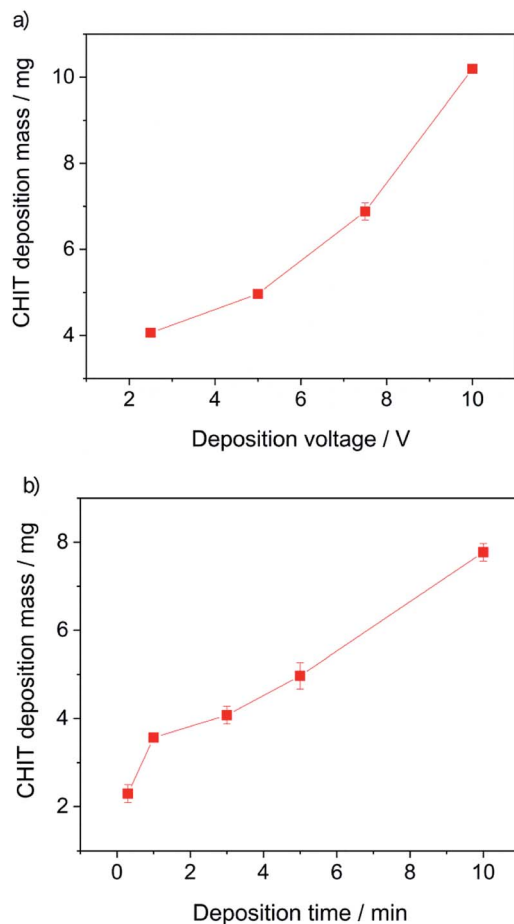 a)
10
8
6
4
CHIT deposition mass / mg
2 4 6 8 10
Deposition voltage / V
b)
8
6
4
2
CHIT deposition mass / mg
0 2 4 6 8 10
Deposition time / min